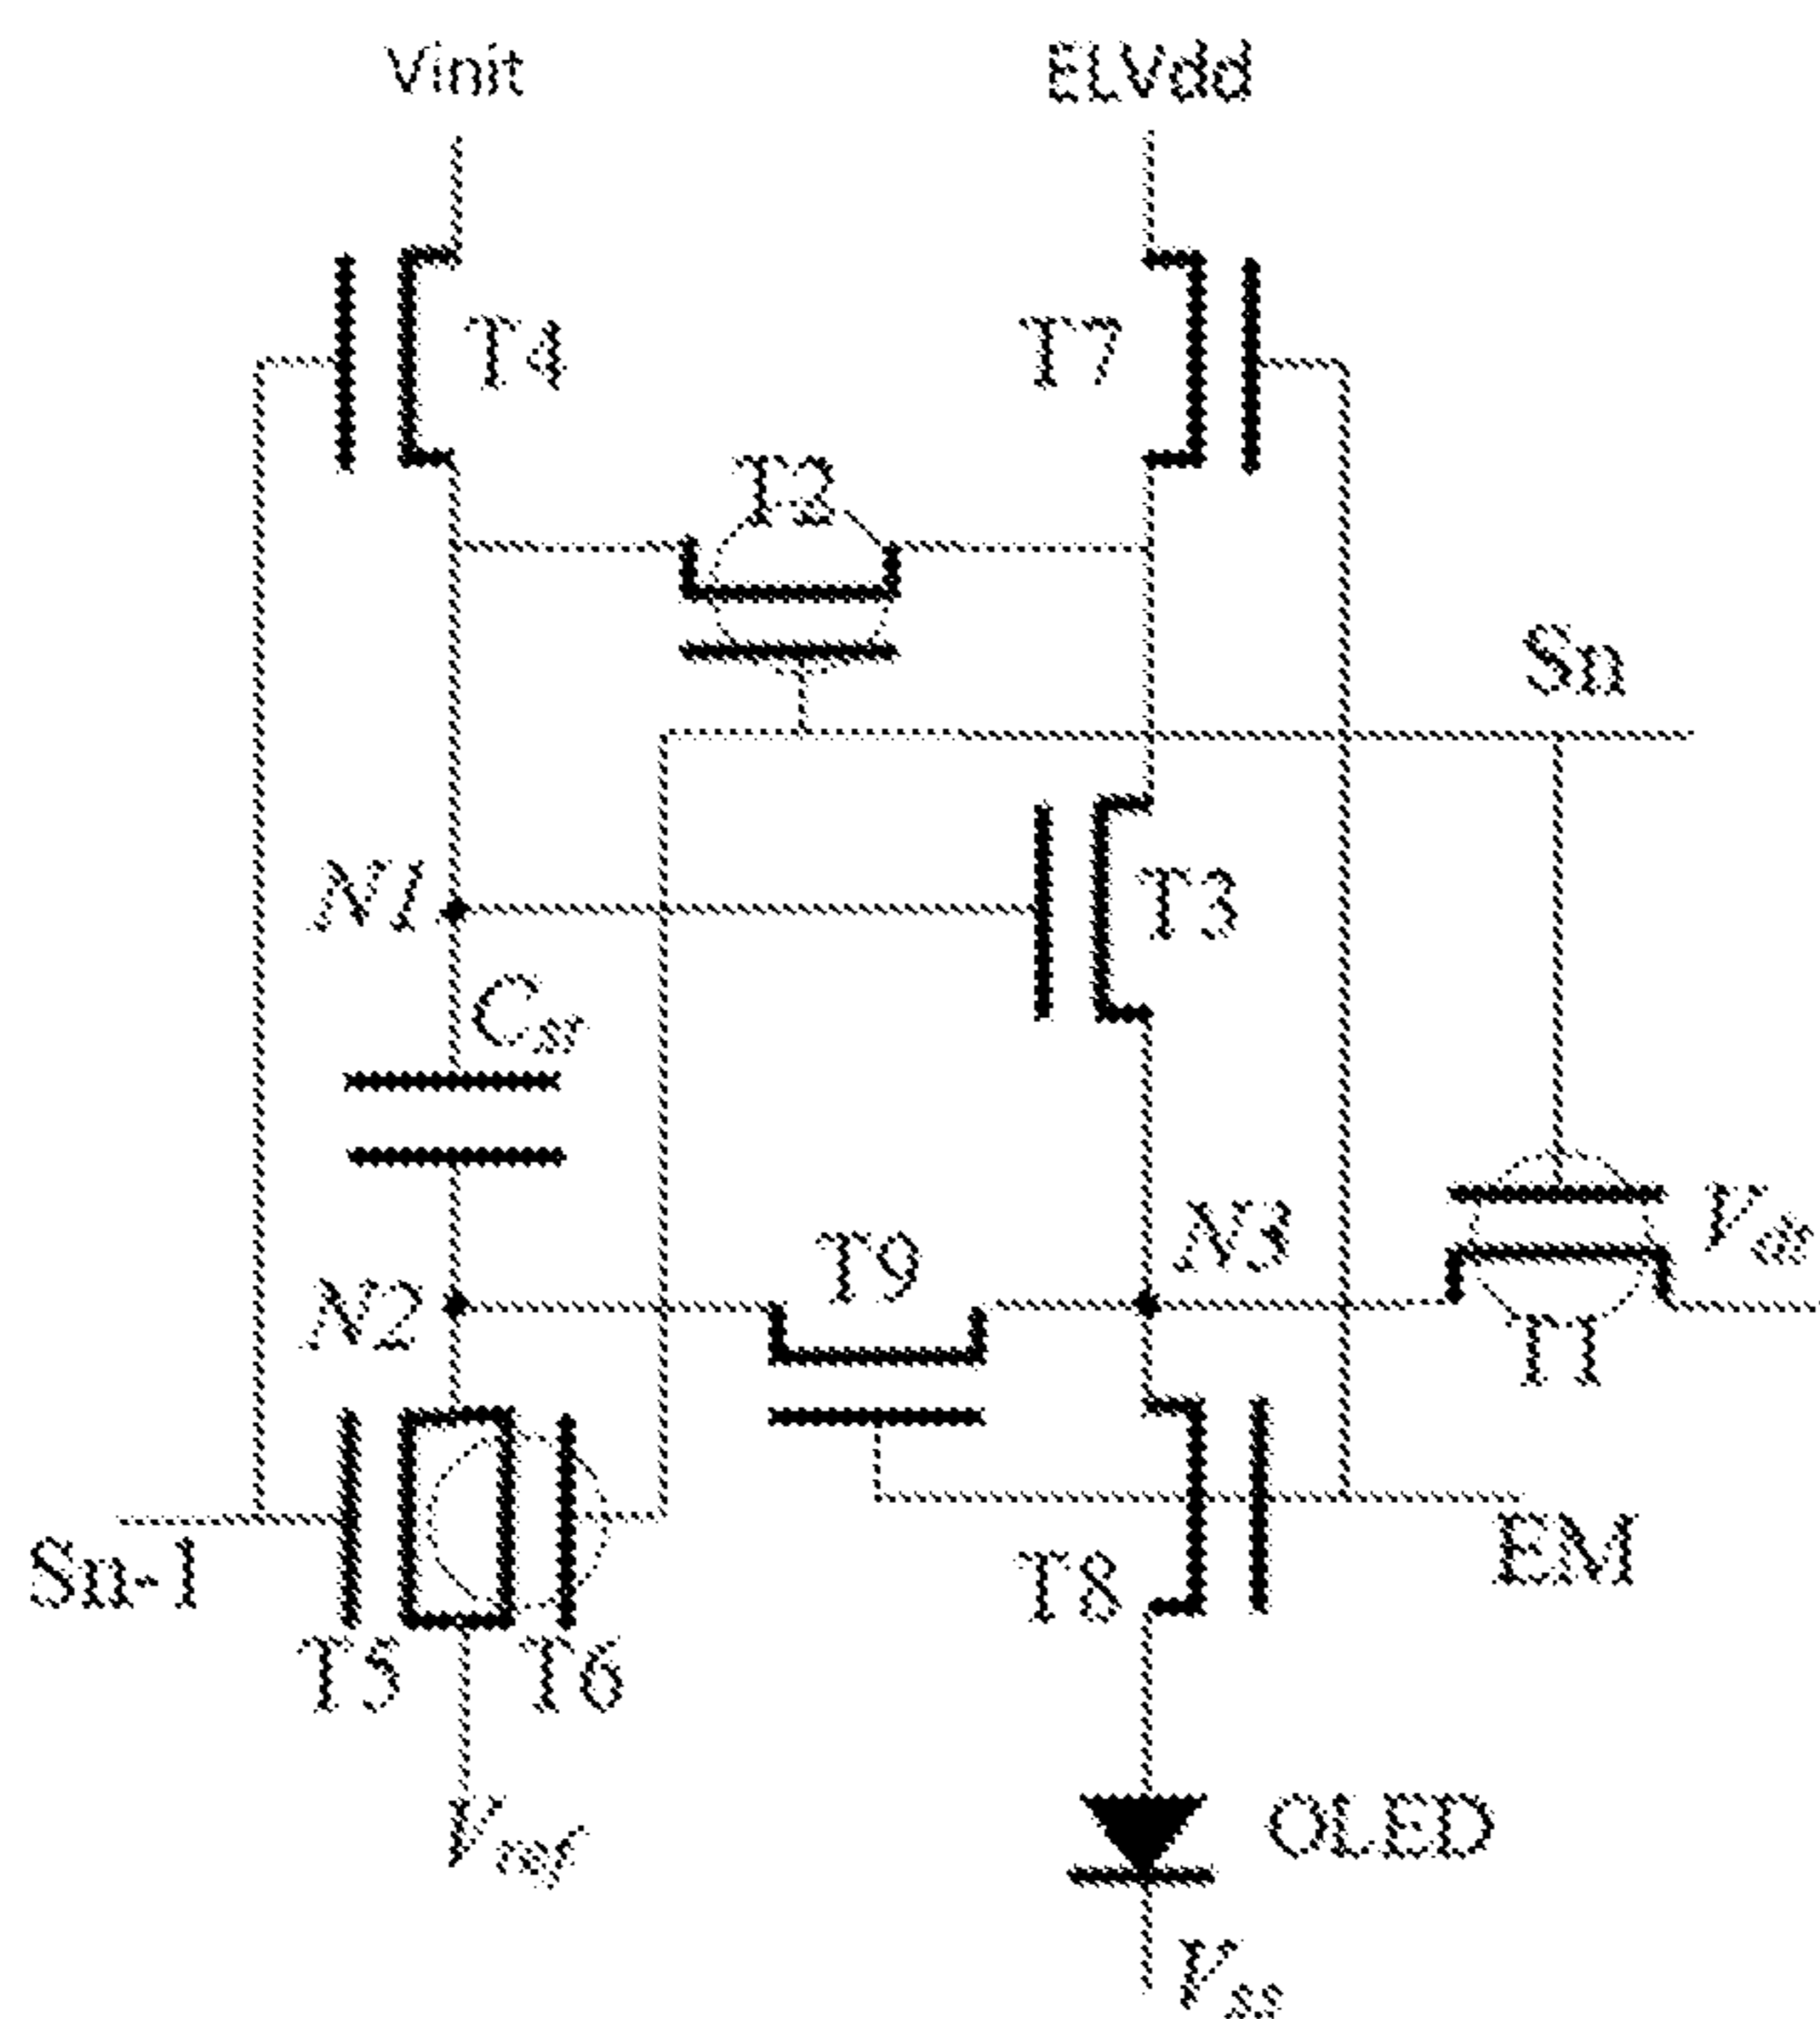 Vinit ELVdd
T4 T7
T2
Sn
N1 T3
Cst
N3
T9
N2 T1
Sn-1 EM
T8
T5 T6
Vref OLED
Vss